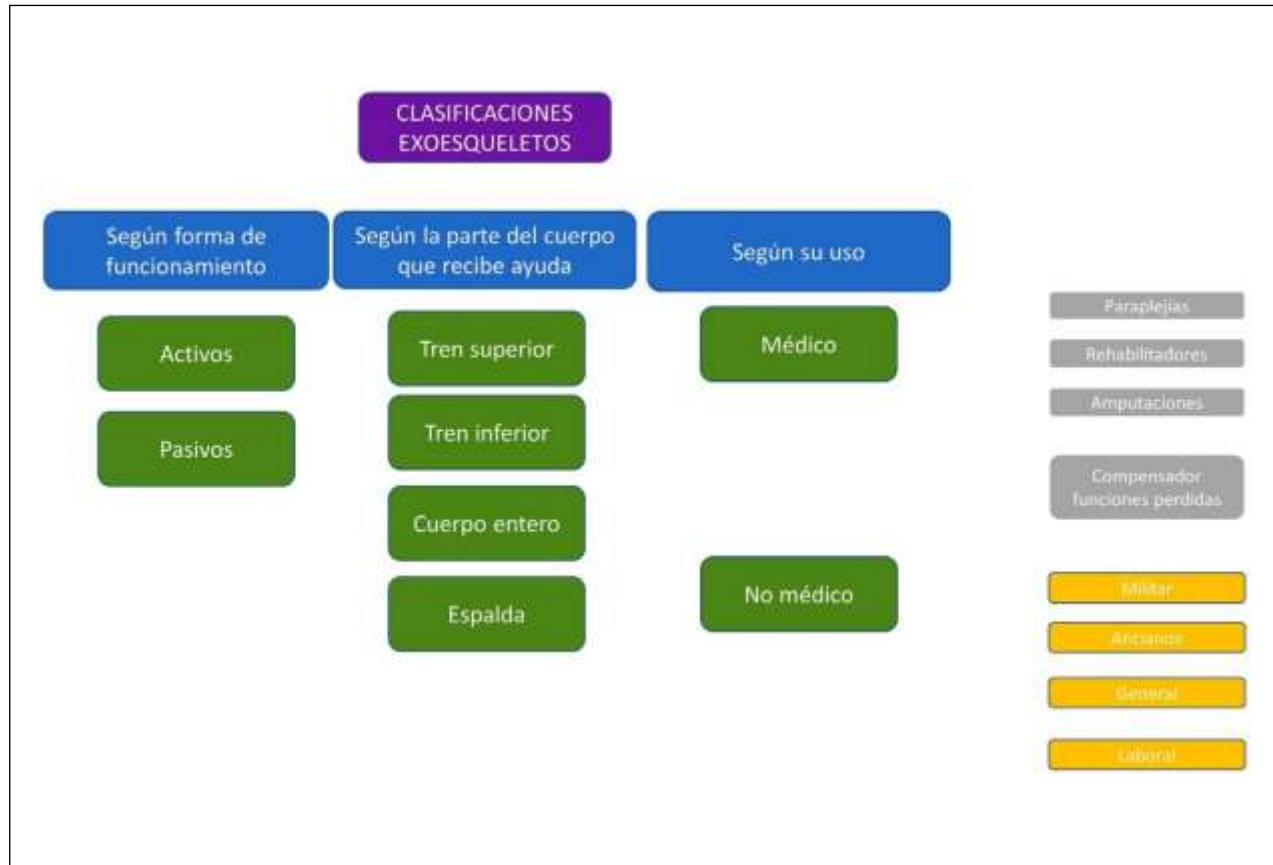 CLASIFICACIONES
EXOESQUELETOS
Según forma de
funcionamiento
Activos
Pasivos
Según la parte del cuerpo
que recibe ayuda
Tren superior
Tren inferior
Cuerpo entero
Espalda
Según su uso
Médico
No médico
Paraplejias
Rehabilitadores
Amputaciones
Compensador
funciones perdidas
Militar
Ancianos
General
Laboral